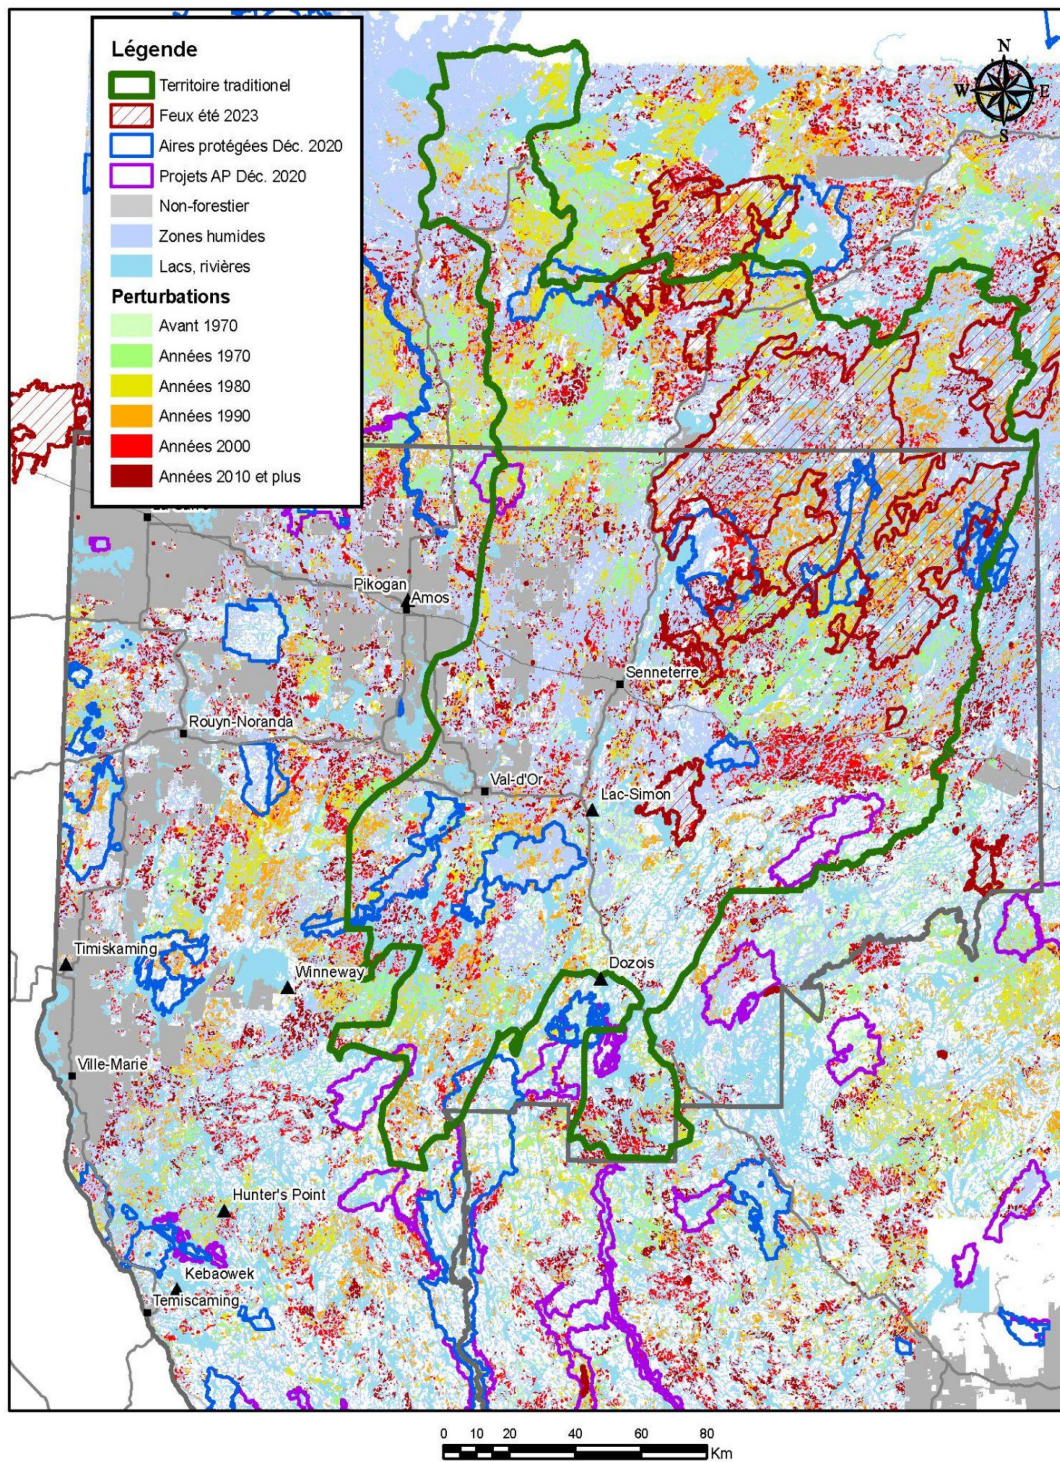 Légende
Territoire traditionel
Feux été 2023
Aires protégées Déc. 2020
Projets AP Déc. 2020
Non-forestier
Zones humides
Lacs, rivières
Perturbations
Avant 1970
Années 1970
Années 1980
Années 1990
Années 2000
Années 2010 et plus
N
W E
S
Pikogan
Amos
Senneterre
Rouyn-Noranda
Val-d'Or
Lac-Simon
Timiskaming
Winneway
Dozois
Ville-Marie
Hunter's Point
Kebaowek
Temiscaming
0 10 20 40 60 80
Km